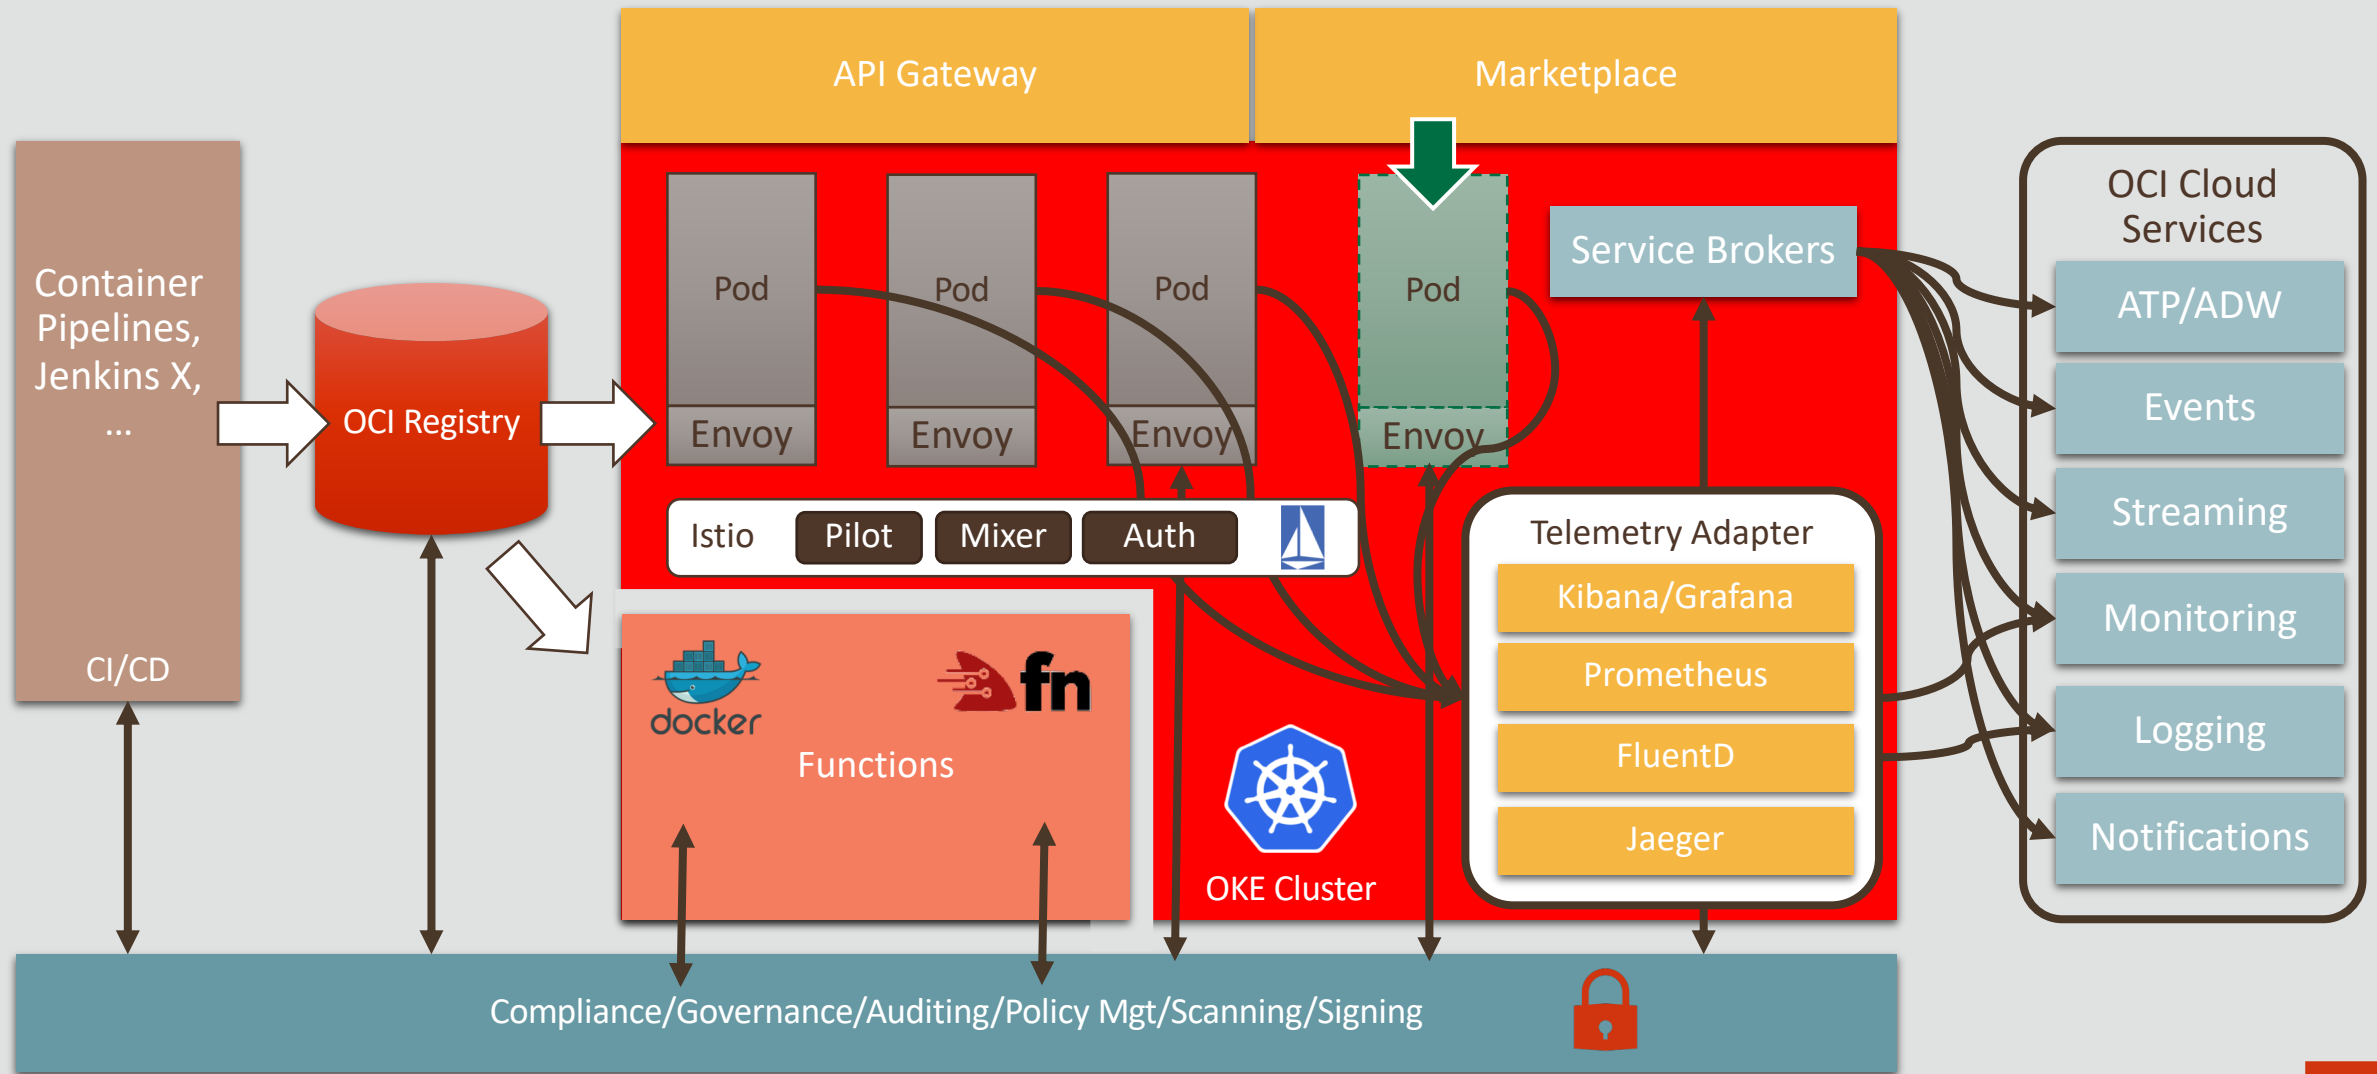 API Gateway
Marketplace
Container
Pipelines,
Jenkins X,
...
CI/CD
OCI Registry
Pod
Envoy
Pod
Envoy
Pod
Envoy
Pod
Envoy
Service Brokers
Istio
Pilot
Mixer
Auth
docker
fn
Functions
OKE Cluster
Telemetry Adapter
Kibana/Grafana
Prometheus
FluentD
Jaeger
OCI Cloud
Services
ATP/ADW
Events
Streaming
Monitoring
Logging
Notifications
Compliance/Governance/Auditing/Policy Mgt/Scanning/Signing